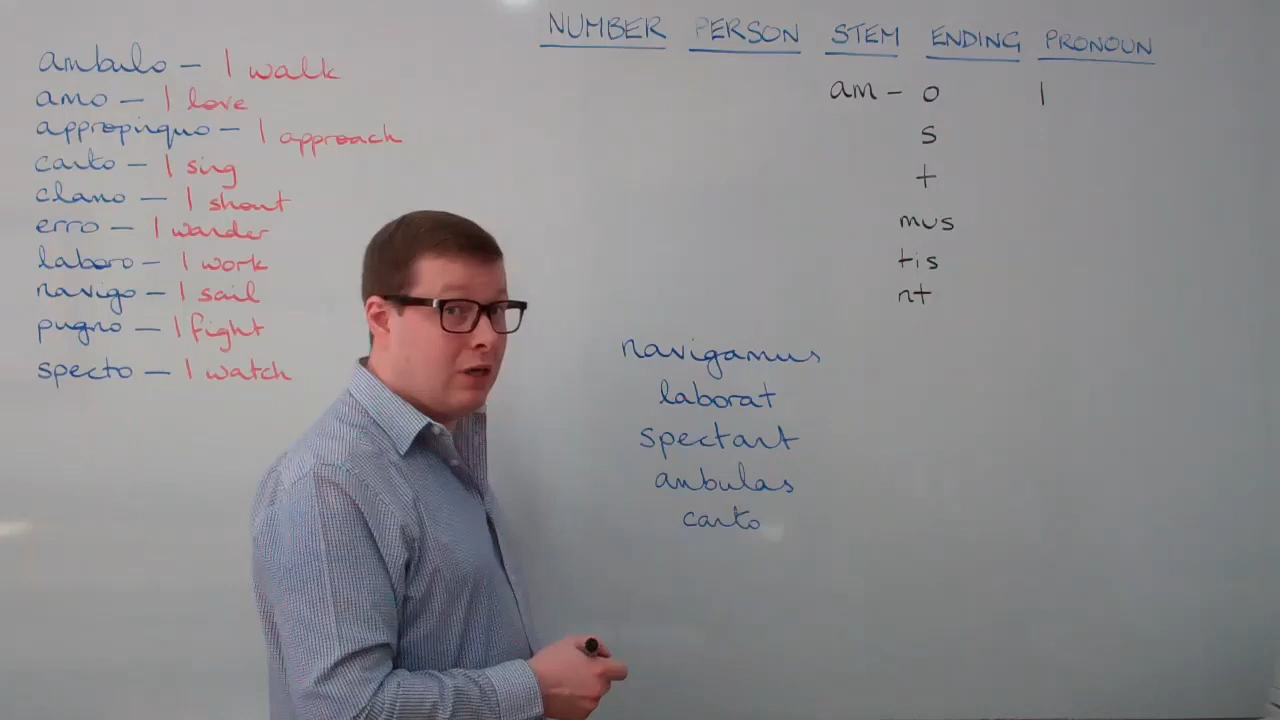 NUMBER PERSON STEM ENDING PRONOUN
ambulo – I walk
amo – I love
appropinquo – I approach
canto – I sing
clamo – I shout
erro – I wander
laboro – I work
navigo – I sail
pugno – I fight
specto – I watch
am – o I
s
t
mus
tis
nt
navigamus
laborat
spectant
ambulas
canto